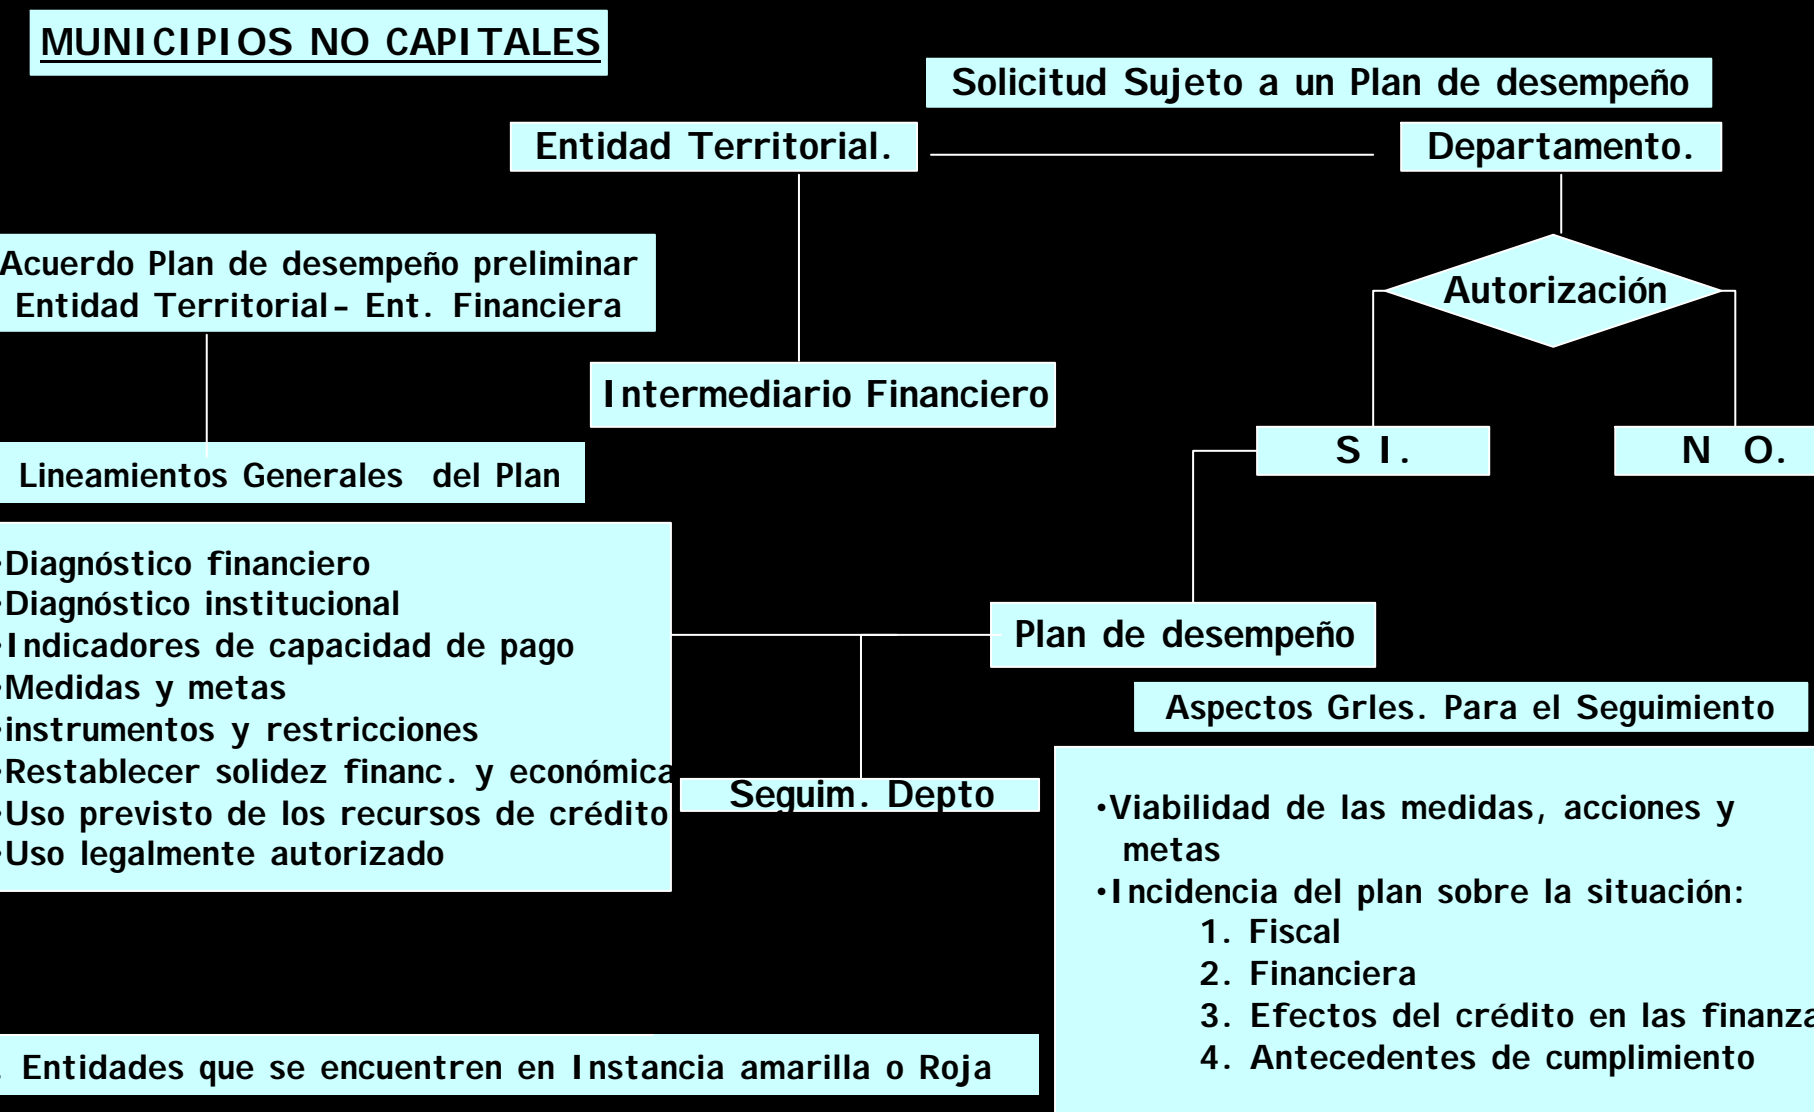 MUNICIPIOS NO CAPITALES
Solicitud Sujeto a un Plan de desempeño
Entidad Territorial.
Departamento.
Acuerdo Plan de desempeño preliminar
Entidad Territorial- Ent. Financiera
Autorización
Intermediario Financiero
SI.
NO.
Lineamientos Generales del Plan
•Diagnóstico financiero
•Diagnóstico institucional
•Indicadores de capacidad de pago
•Medidas y metas
•instrumentos y restricciones
•Restablecer solidez financ. y económica
•Uso previsto de los recursos de crédito
•Uso legalmente autorizado
Plan de desempeño
Seguim. Depto
Aspectos Grles. Para el Seguimiento
•Viabilidad de las medidas, acciones y
metas
•Incidencia del plan sobre la situación:
1. Fiscal
2. Financiera
3. Efectos del crédito en las finanza
4. Antecedentes de cumplimiento
. Entidades que se encuentren en Instancia amarilla o Roja